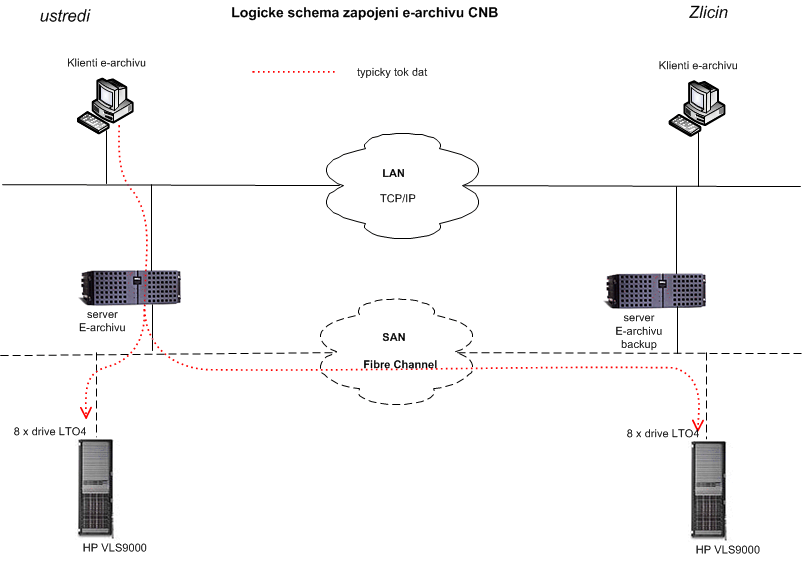 ustredi
Logicke schema zapojeni e-archivu CNB
Zlicin
Klienti e-archivu
typicky tok dat
Klienti e-archivu
LAN
TCP/IP
server
E-archivu
server
E-archivu
backup
SAN
Fibre Channel
8 x drive LTO4
8 x drive LTO4
HP VLS9000
HP VLS9000